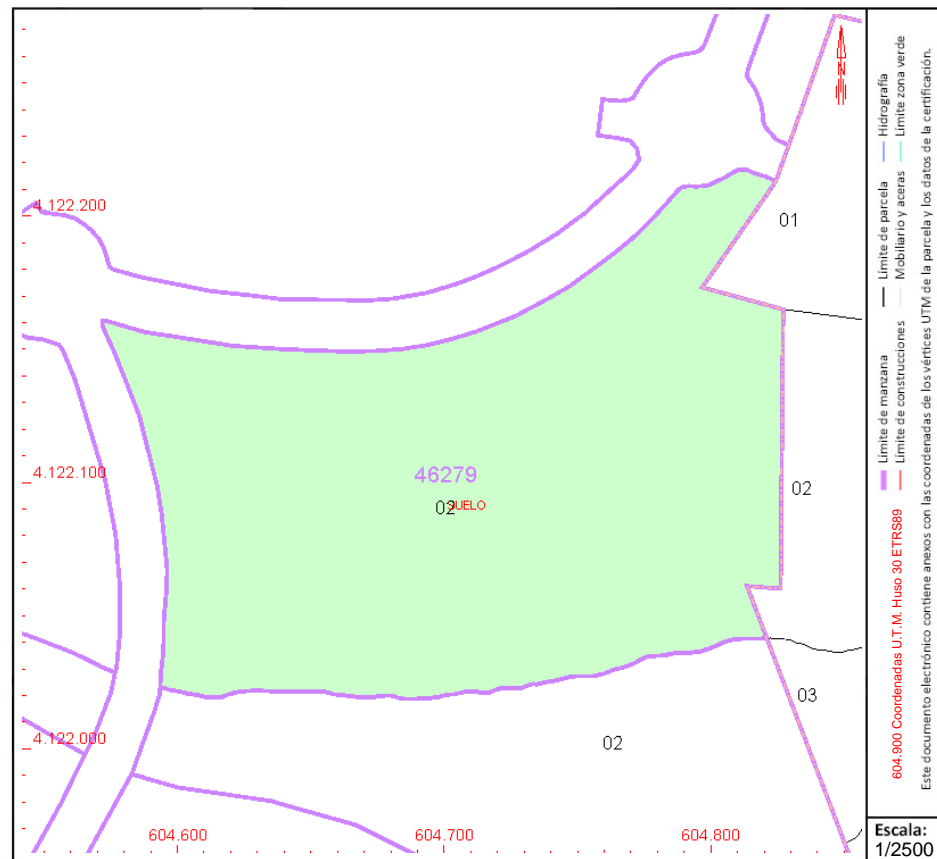 4.122.200
01
4.122.100
46279
02
SUELO
02
03
4.122.000
02
604.600
604.700
604.800
N
Límite de manzana
Límite de parcela
Hidrografía
Límite de construcciones
Mobiliario y aceras
Límite zona verde
604.900 Coordenadas U.T.M. Huso 30 ETRS89
Este documento electrónico contiene anexos con las coordenadas de los vértices UTM de la parcela y los datos de la certificación.
Escala:
1/2500